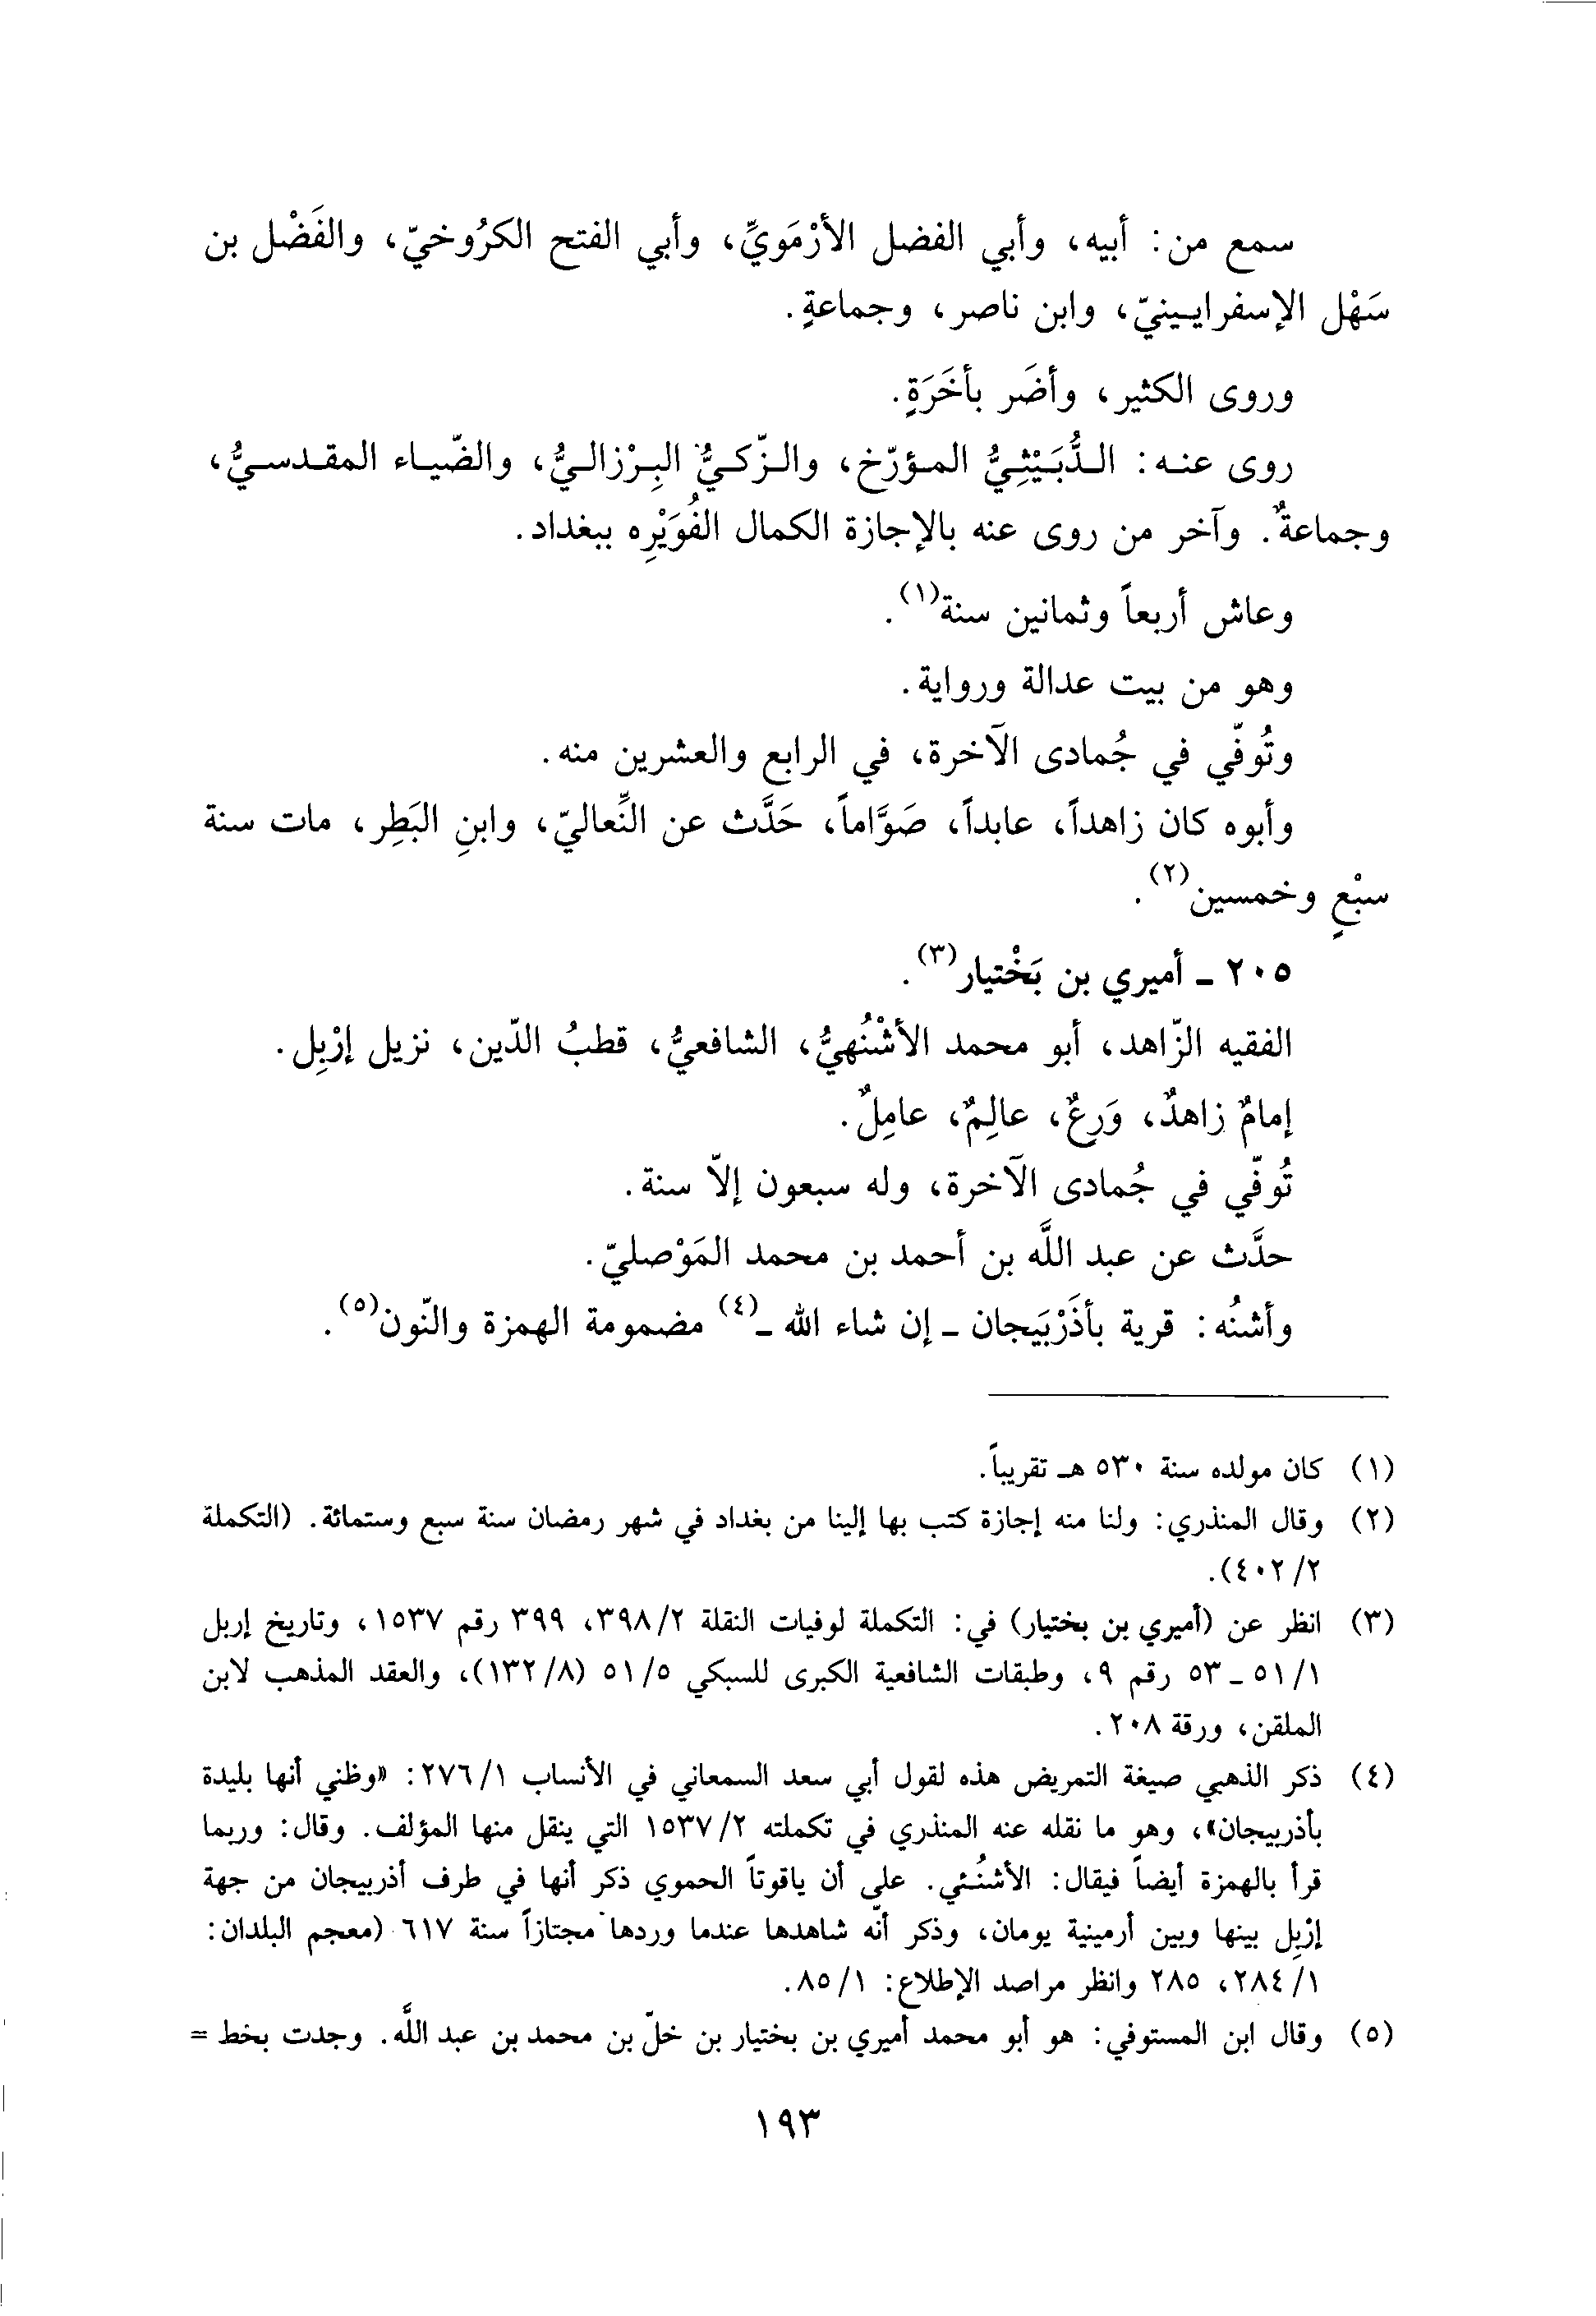 سمع من: أبيه، وأبي الفضل الأرْمَويِّ، وأبي الفتح الكرُوخيّ، والفَضْل بن
سَهْل الإسفرايـينيّ، وابن ناصر، وجماعةٍ.
وروى الكثير، وأضَر بأخَرَةٍ.
روى عنه: الدُّبَيْثِيُّ المؤرّخ، والزّكيُّ البِرْزاليُّ، والضّياء المقدسيُّ،
وجماعةٌ. وآخر من روى عنه بالإجازة الكمال الفُوَيْرِه ببغداد.
وعاش أربعاً وثمانين سنة(١).
وهو من بيت عدالة ورواية.
وتُوفّي في جُمادى الآخرة، في الرابع والعشرين منه.
وأبوه كان زاهداً، عابداً، صَوَّاماً، حَدَّث عن النِّعاليّ، وابنِ البَطِر، مات سنة
سبْعٍ وخمسين(٢).
٢٠٥ ـ أميري بن بَخْتيار(٣).
الفقيه الزّاهد، أبو محمد الأشْنُهيُّ، الشافعيُّ، قطبُ الدّين، نزيل إرْبِل.
إمامٌ زاهدٌ، وَرِعٌ، عالِمٌ، عامِلٌ.
تُوفّي في جُمادى الآخرة، وله سبعون إلاّ سنة.
حدَّث عن عبد اللَّه بن أحمد بن محمد المَوْصليّ.
وأشنُه: قرية بأذَرْبَيجان ـ إن شاء الله ـ(٤) مضمومة الهمزة والنّون(٥).
(١) كان مولده سنة ٥٣٠ هـ تقريباً.
(٢) وقال المنذري: ولنا منه إجازة كتب بها إلينا من بغداد في شهر رمضان سنة سبع وستمائة. (التكملة
٢/ ٤٠٢).
(٣) انظر عن (أميري بن بختيار) في: التكملة لوفيات النقلة ٢/ ٣٩٨، ٣٩٩ رقم ١٥٣٧، وتاريخ إربل
١/ ٥١ ـ ٥٣ رقم ٩، وطبقات الشافعية الكبرى للسبكي ٥/ ٥١ (٨/ ١٣٢)، والعقد المذهب لابن
الملقن، ورقة ٢٠٨.
(٤) ذكر الذهبي صيغة التمريض هذه لقول أبي سعد السمعاني في الأنساب ١/ ٢٧٦: «وظني أنها بليدة
بأذربيجان»، وهو ما نقله عنه المنذري في تكملته ٢/ ١٥٣٧ التي ينقل منها المؤلف. وقال: وربما
قرأ بالهمزة أيضاً فيقال: الأشنُـئي. على أن ياقوتاً الحموي ذكر أنها في طرف أذربيجان من جهة
إرْبِل بينها وبين أرمينية يومان، وذكر أنّه شاهدها عندما وردها مجتازاً سنة ٦١٧ (معجم البلدان:
١/ ٢٨٤، ٢٨٥ وانظر مراصد الإطلاع: ١/ ٨٥.
(٥) وقال ابن المستوفي: هو أبو محمد أميري بن بختيار بن خلّ بن محمد بن عبد اللَّه. وجدت بخط =
١٩٣